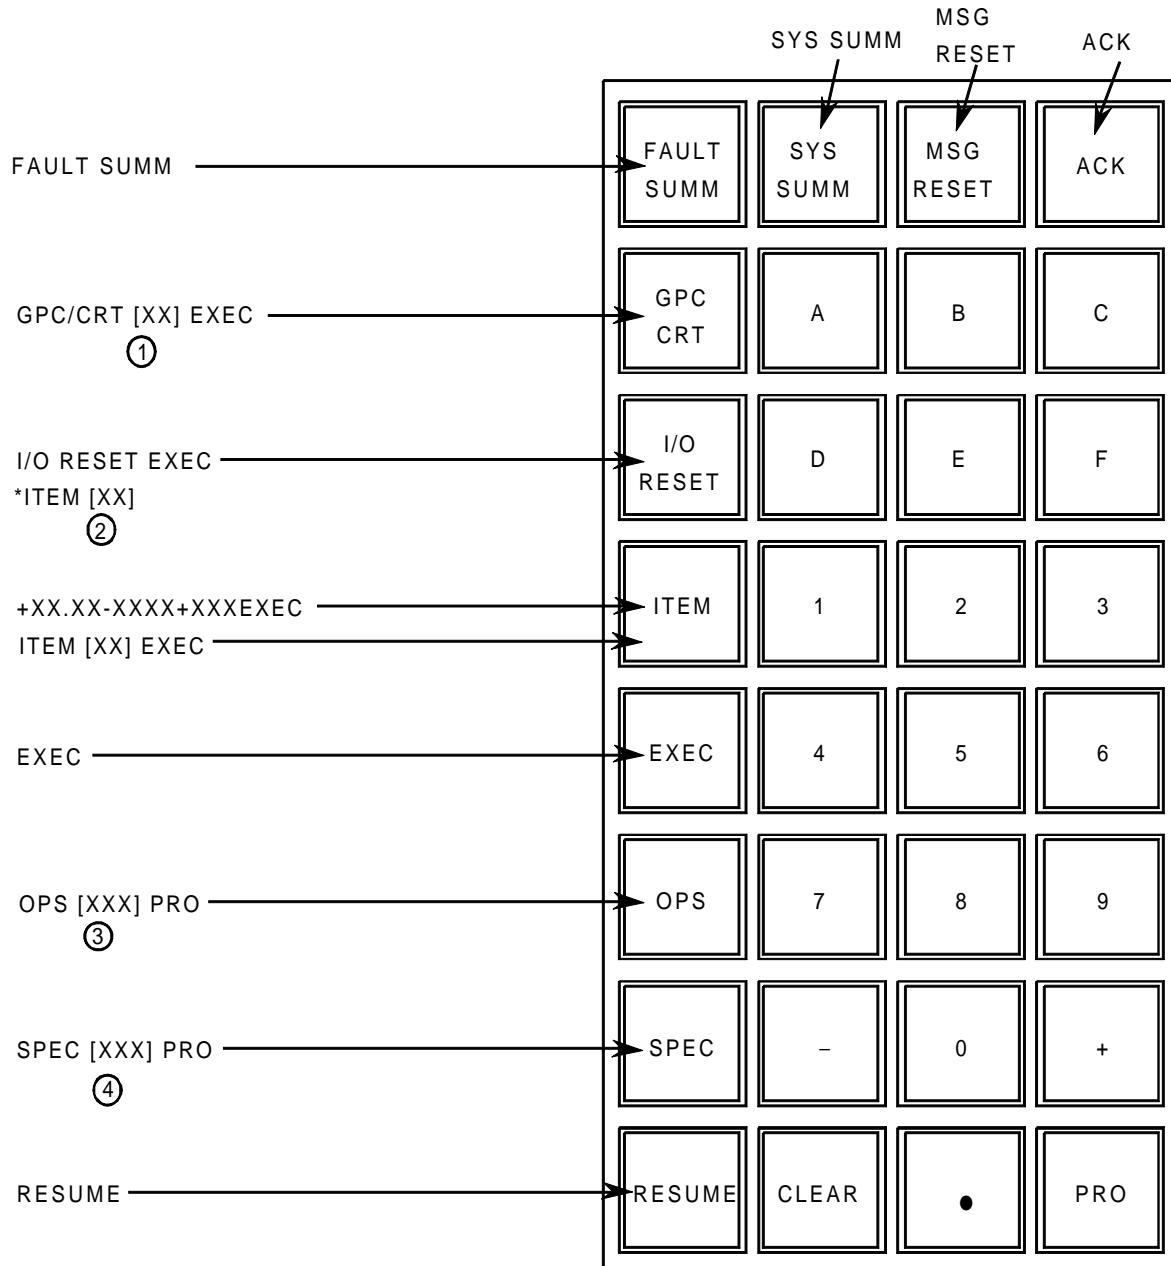 SYS SUMM
MSG
RESET
ACK
FAULT SUMM
FAULT
SUMM
SYS
SUMM
MSG
RESET
ACK
GPC/CRT [XX] EXEC
1
GPC
CRT
A
B
C
I/O RESET EXEC
*ITEM [XX]
2
I/O
RESET
D
E
F
+XX.XX-XXXX+XXXEXEC
ITEM [XX] EXEC
ITEM
1
2
3
EXEC
EXEC
4
5
6
OPS [XXX] PRO
3
OPS
7
8
9
SPEC [XXX] PRO
4
SPEC
–
0
+
RESUME
RESUME
CLEAR
•
PRO